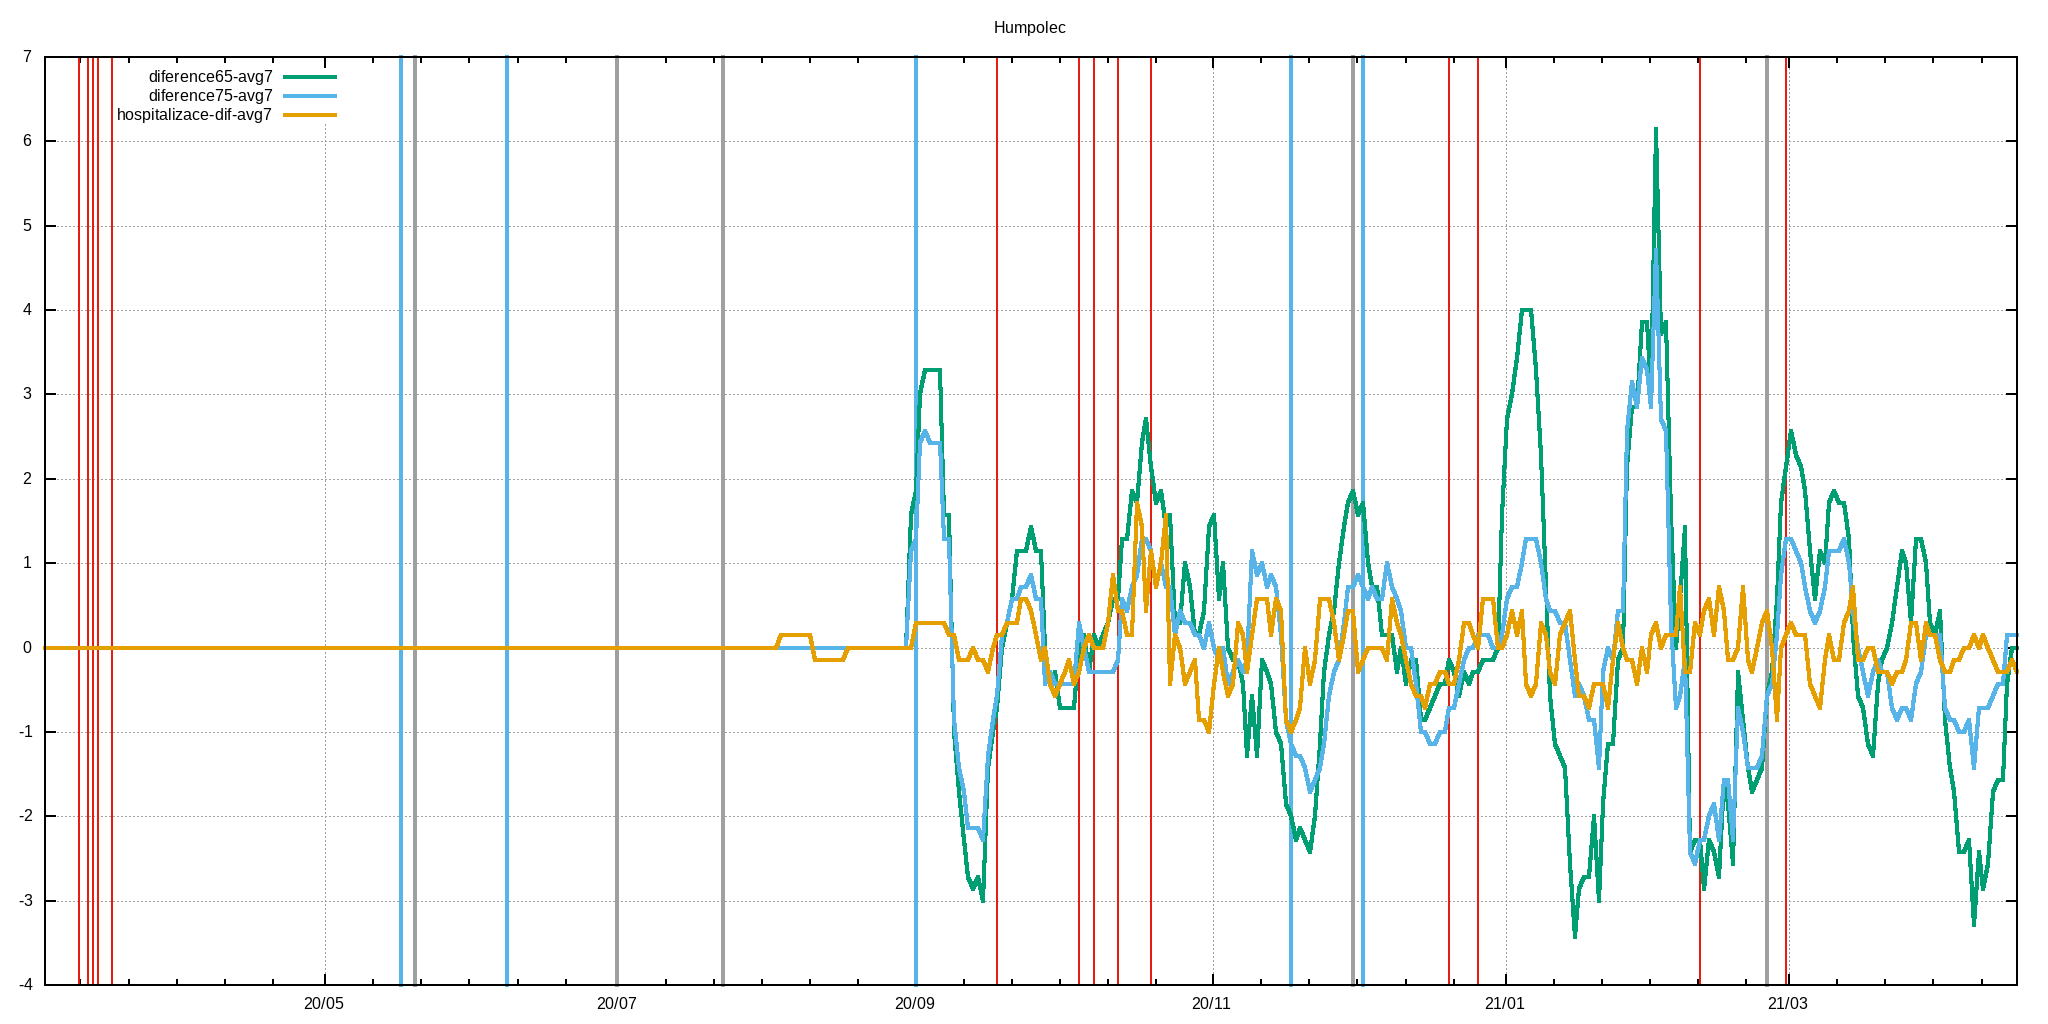 Humpolec
7
diference65-avg7
diference75-avg7
hospitalizace-dif-avg7
6
5
4
3
2
1
0
-1
-2
-3
-4
20/05 20/07 20/09 20/11 21/01 21/03